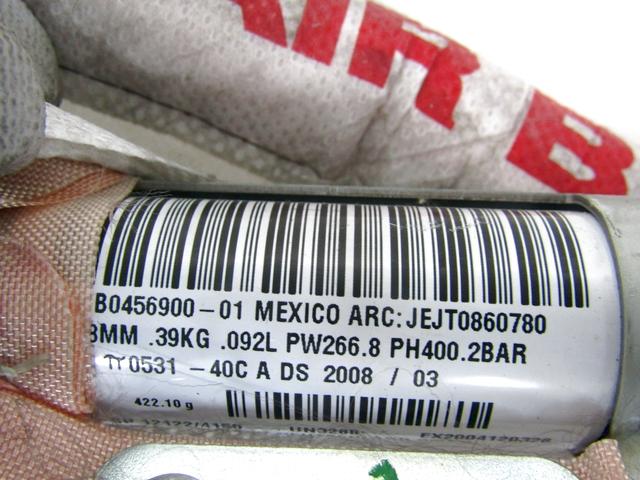 AIR B
B0456900-01 MEXICO ARC:JEJT0860780
3MM .39KG .092L PW266.8 PH400.2BAR
0531 -40C A DS 2008 / 03
422.10 g